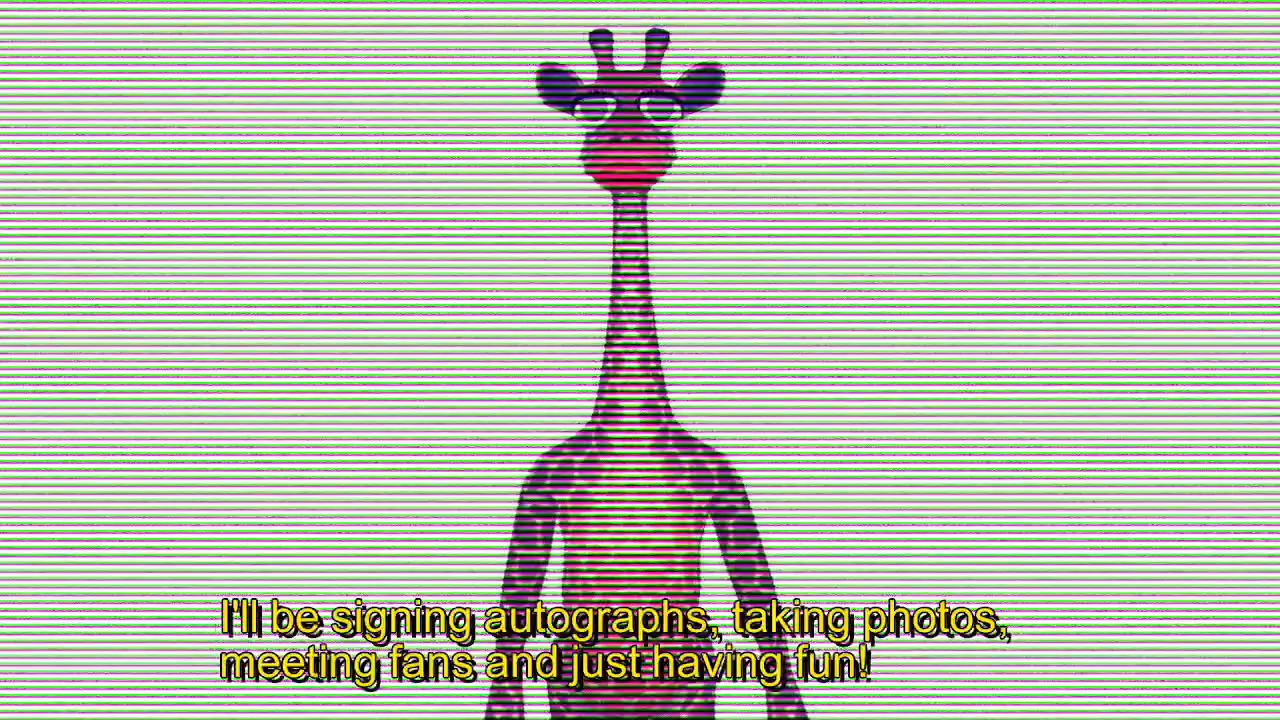 I'll be signing autographs, taking photos,
meeting fans and just having fun!